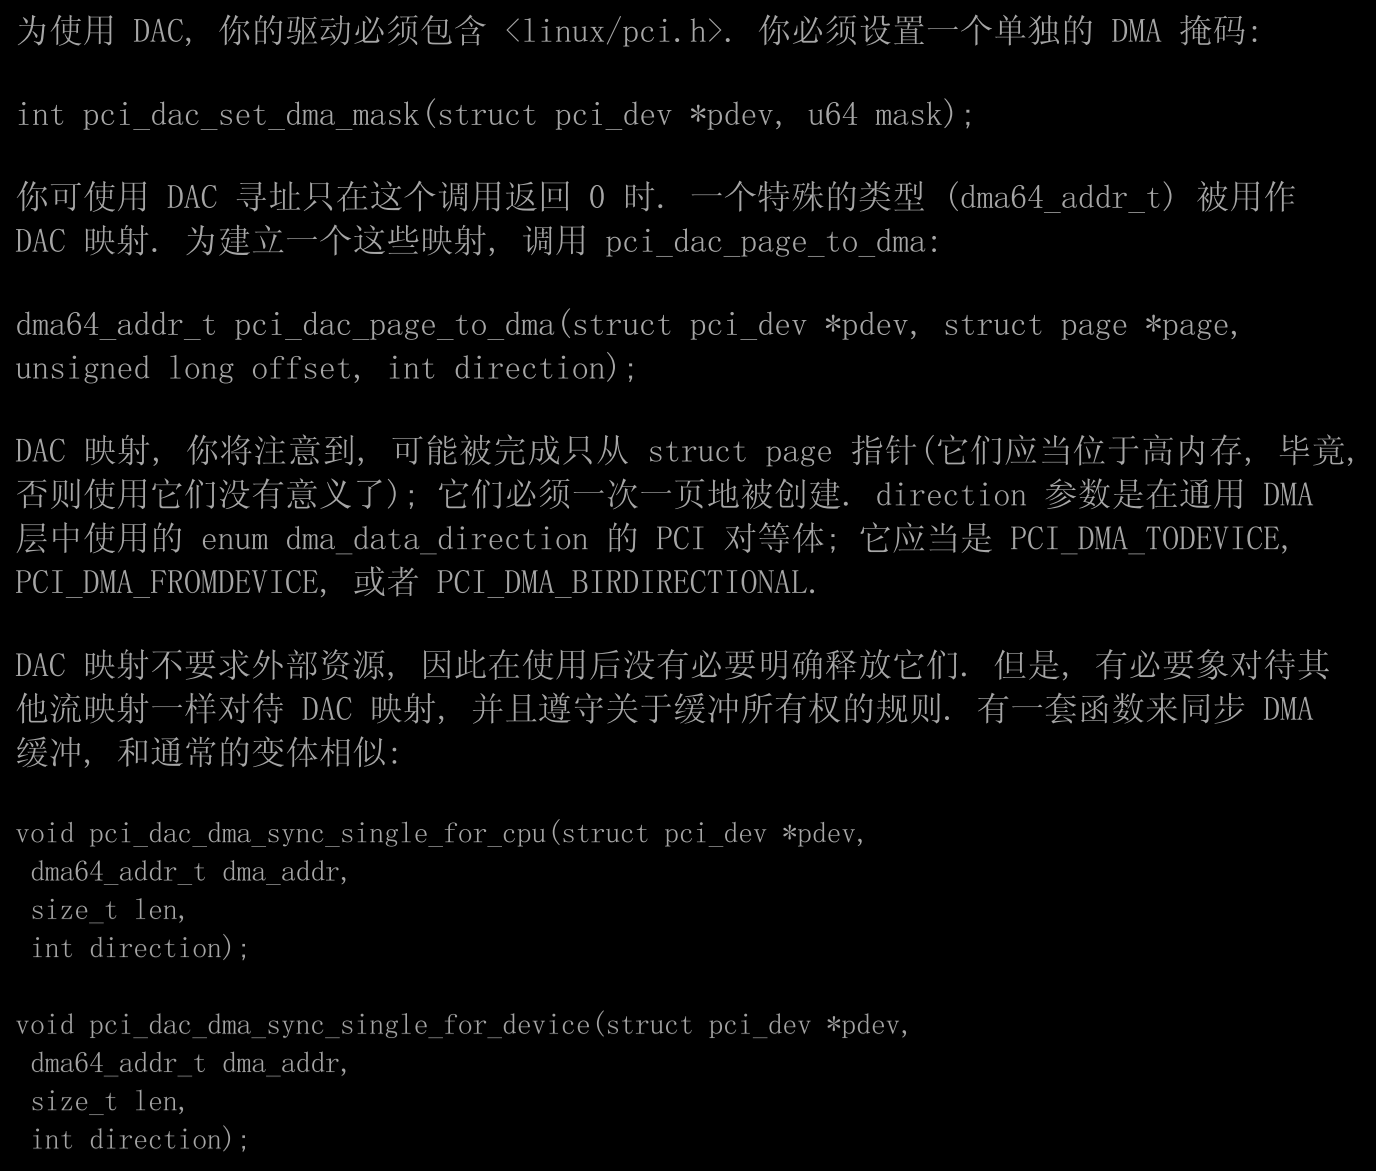 为使用 DAC, 你的驱动必须包含 <linux/pci.h>. 你必须设置一个单独的 DMA 掩码:
int pci_dac_set_dma_mask(struct pci_dev *pdev, u64 mask);
你可使用 DAC 寻址只在这个调用返回 0 时. 一个特殊的类型 (dma64_addr_t) 被用作
DAC 映射. 为建立一个这些映射, 调用 pci_dac_page_to_dma:
dma64_addr_t pci_dac_page_to_dma(struct pci_dev *pdev, struct page *page,
unsigned long offset, int direction);
DAC 映射, 你将注意到, 可能被完成只从 struct page 指针(它们应当位于高内存, 毕竟,
否则使用它们没有意义了); 它们必须一次一页地被创建. direction 参数是在通用 DMA
层中使用的 enum dma_data_direction 的 PCI 对等体; 它应当是 PCI_DMA_TODEVICE,
PCI_DMA_FROMDEVICE, 或者 PCI_DMA_BIRDIRECTIONAL.
DAC 映射不要求外部资源, 因此在使用后没有必要明确释放它们. 但是, 有必要象对待其
他流映射一样对待 DAC 映射, 并且遵守关于缓冲所有权的规则. 有一套函数来同步 DMA
缓冲, 和通常的变体相似:
void pci_dac_dma_sync_single_for_cpu(struct pci_dev *pdev,
dma64_addr_t dma_addr,
size_t len,
int direction);
void pci_dac_dma_sync_single_for_device(struct pci_dev *pdev,
dma64_addr_t dma_addr,
size_t len,
int direction);